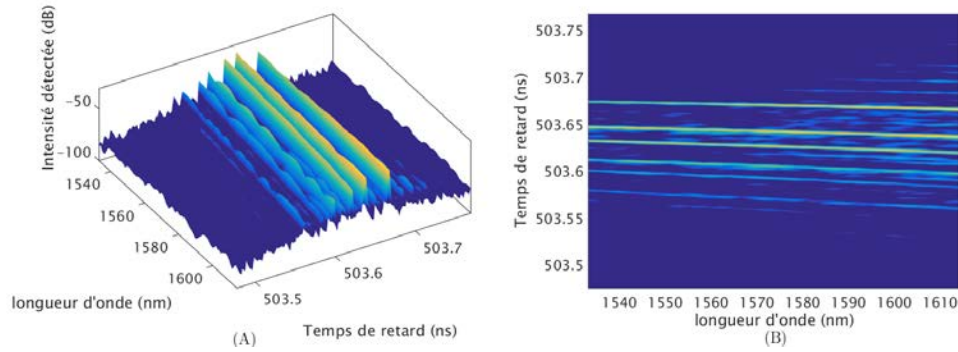 Intensité détectée (dB)
-50
-100
1540
1560
1580
1600
longueur d'onde (nm)
503.5
503.6
503.7
Temps de retard (ns)
(A)
Temps de retard (ns)
503.75
503.7
503.65
503.6
503.55
503.5
1540 1550 1560 1570 1580 1590 1600 1610
longueur d'onde (nm)
(B)